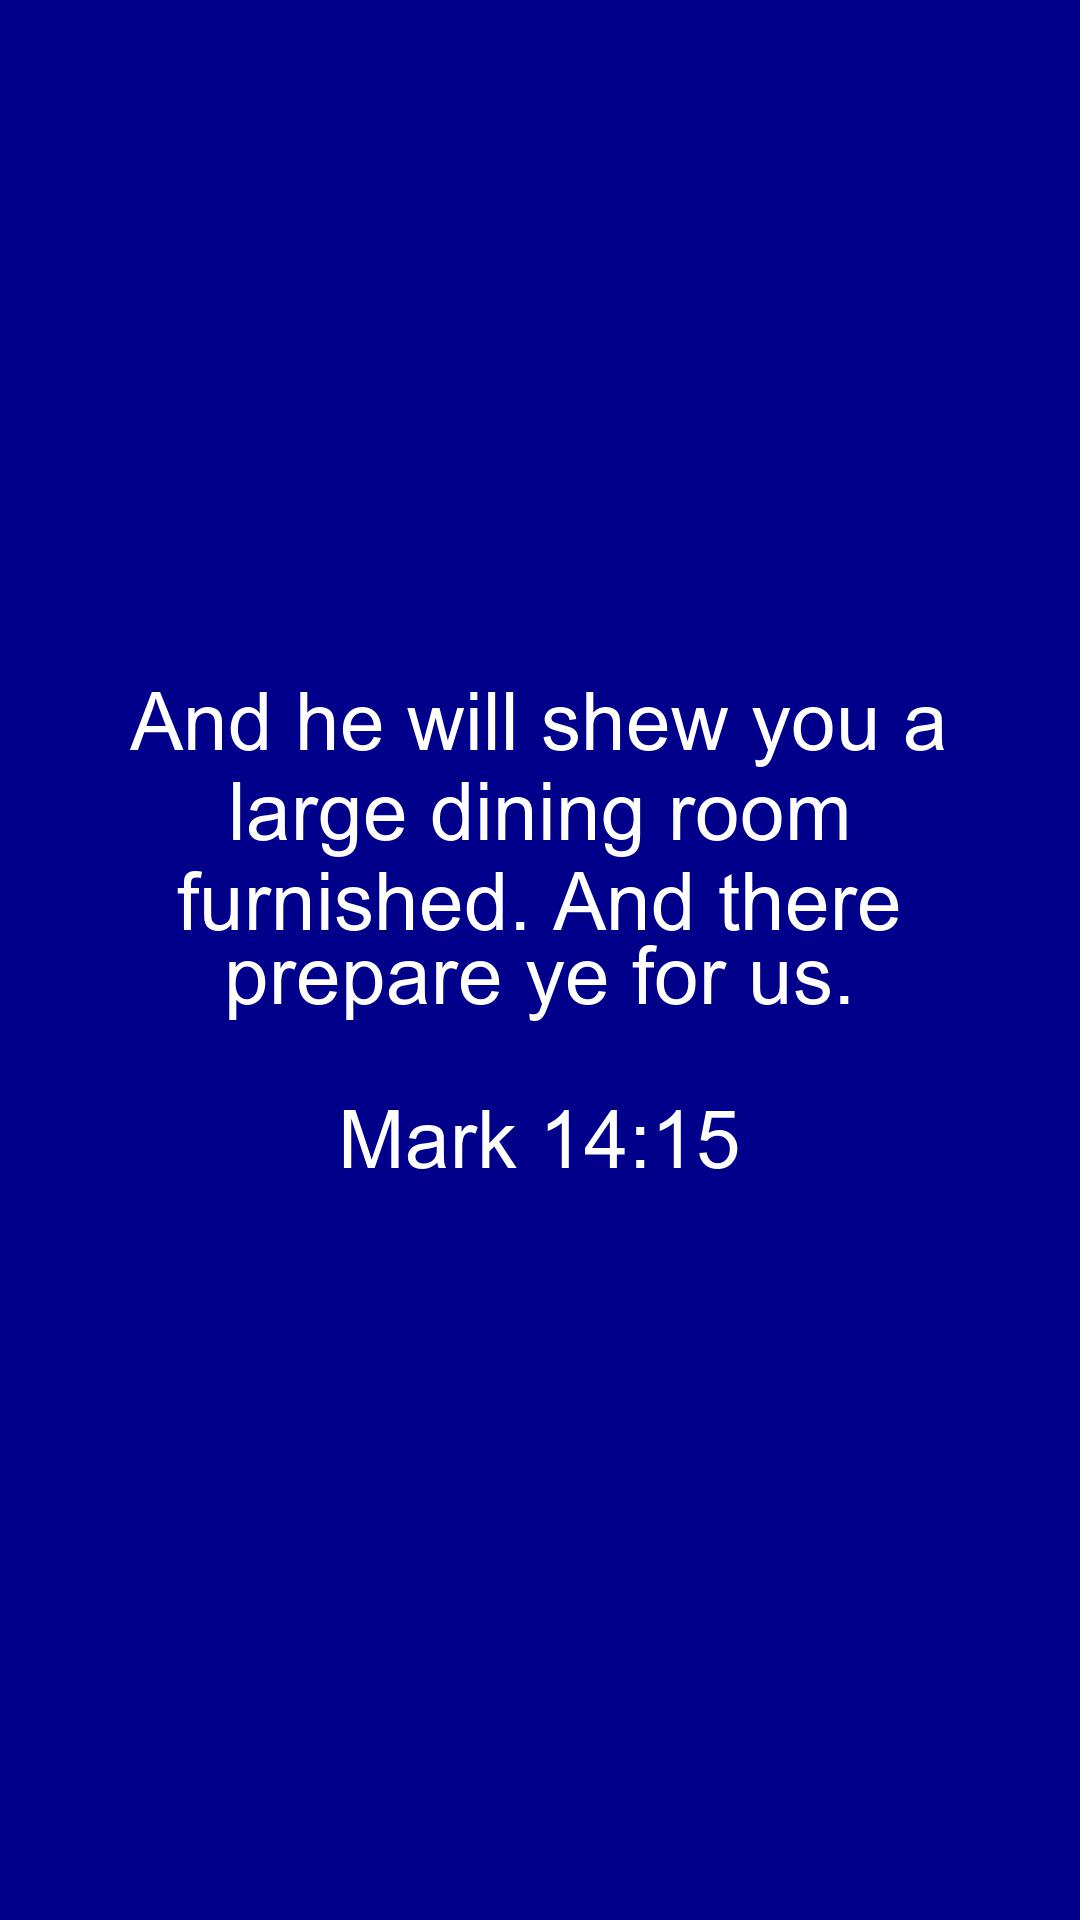 And he will shew you a
large dining room
furnished. And there
prepare ye for us.
Mark 14:15